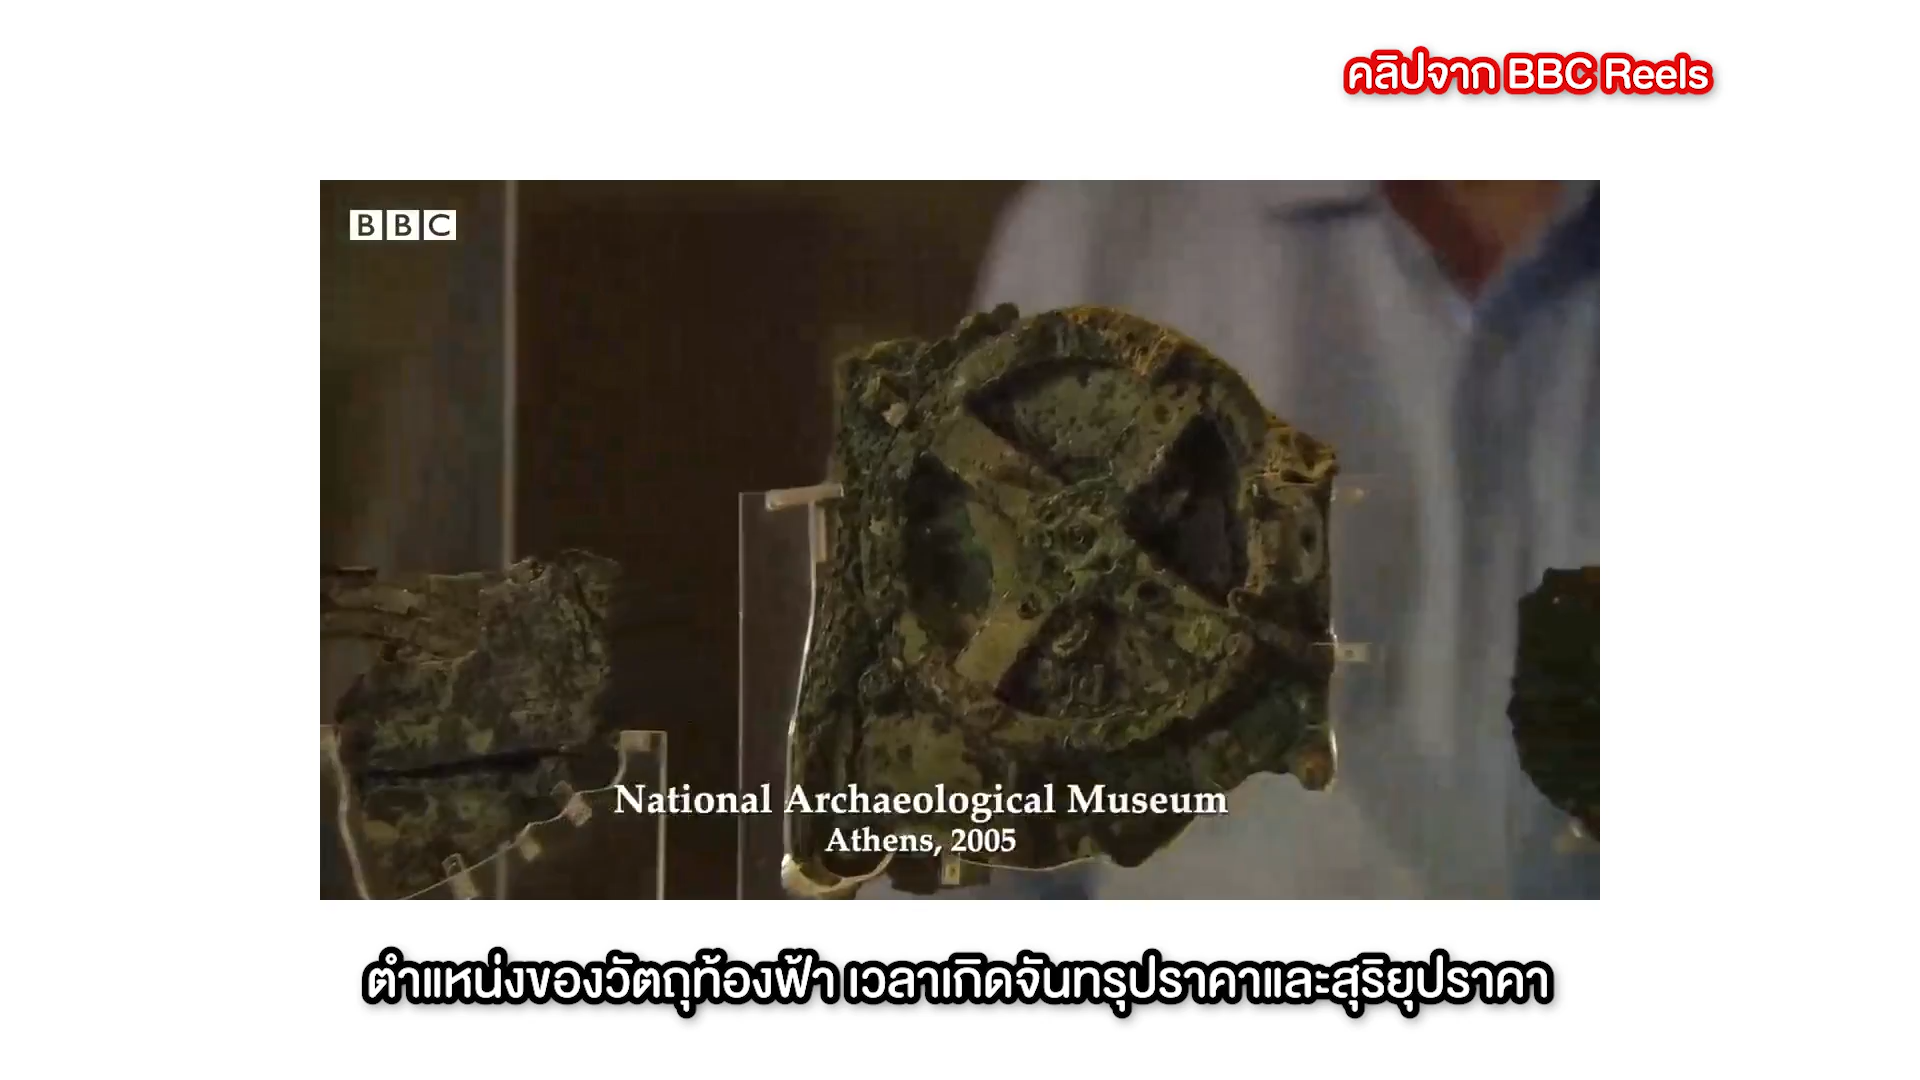 คลิปจาก BBC Reels
BBC
National Archaeological Museum
Athens, 2005
ตำแหน่งของวัตถุท้องฟ้า เวลาเกิดจันทรุปราคาและสุริยุปราคา